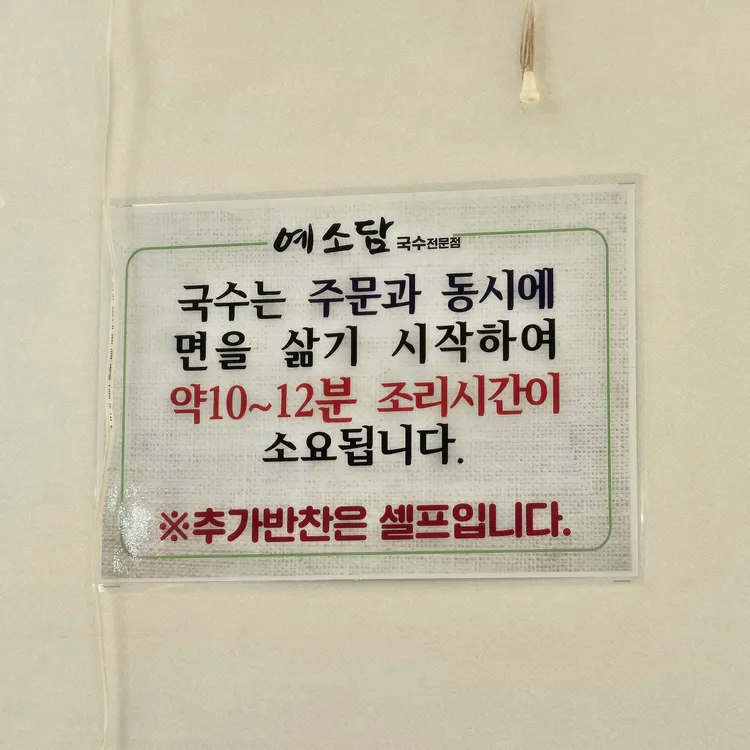 예소담 국수전문점
국수는 주문과 동시에
면을 삶기 시작하여
약10~12분 조리시간이
소요됩니다.
※추가반찬은 셀프입니다.